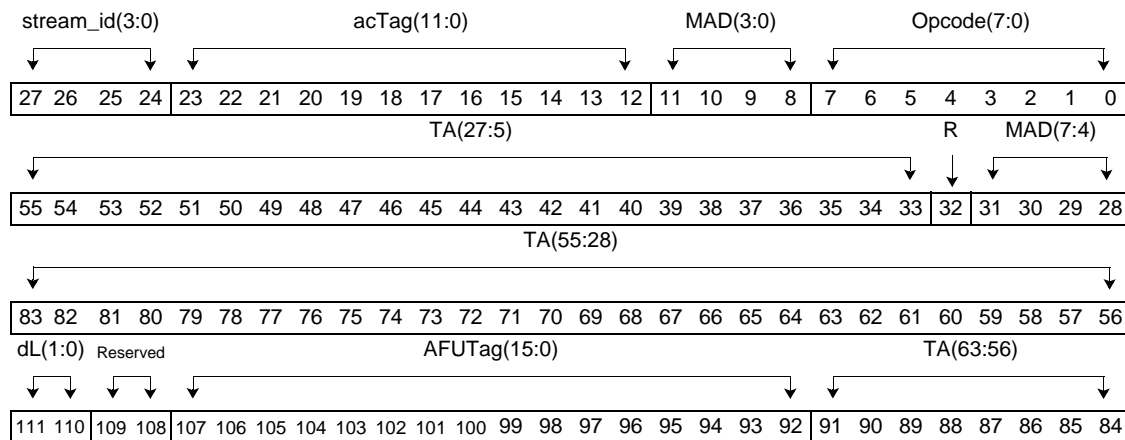 stream_id(3:0) acTag(11:0) MAD(3:0) Opcode(7:0)
27 26 25 24 23 22 21 20 19 18 17 16 15 14 13 12 11 10 9 8 7 6 5 4 3 2 1 0
TA(27:5) R MAD(7:4)
55 54 53 52 51 50 49 48 47 46 45 44 43 42 41 40 39 38 37 36 35 34 33 32 31 30 29 28
TA(55:28)
83 82 81 80 79 78 77 76 75 74 73 72 71 70 69 68 67 66 65 64 63 62 61 60 59 58 57 56
dL(1:0) Reserved AFUTag(15:0) TA(63:56)
111 110 109 108 107 106 105 104 103 102 101 100 99 98 97 96 95 94 93 92 91 90 89 88 87 86 85 84